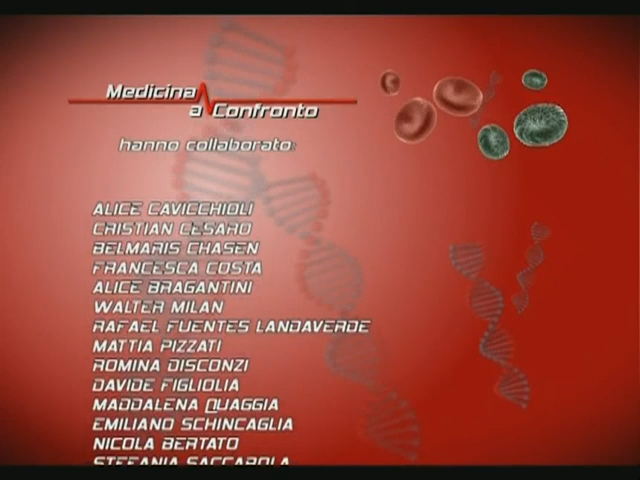 Medicina
a Confronto
hanno collaborato:
ALICE CAVICCHIOLI
CRISTIAN CESARO
BELMARIS CHASEN
FRANCESCA COSTA
ALICE BRAGANTINI
WALTER MILAN
RAFAEL FUENTES LANDAVERDE
MATTIA PIZZATI
ROMINA DISCONZI
DAVIDE FIGLIOLIA
MADDALENA QUAGGIA
EMILIANO SCHINCAGLIA
NICOLA BERTATO
STEFANIA